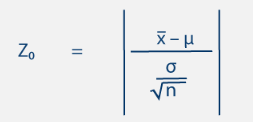 Z₀ = | (x̄ – μ) / (σ / √n) |